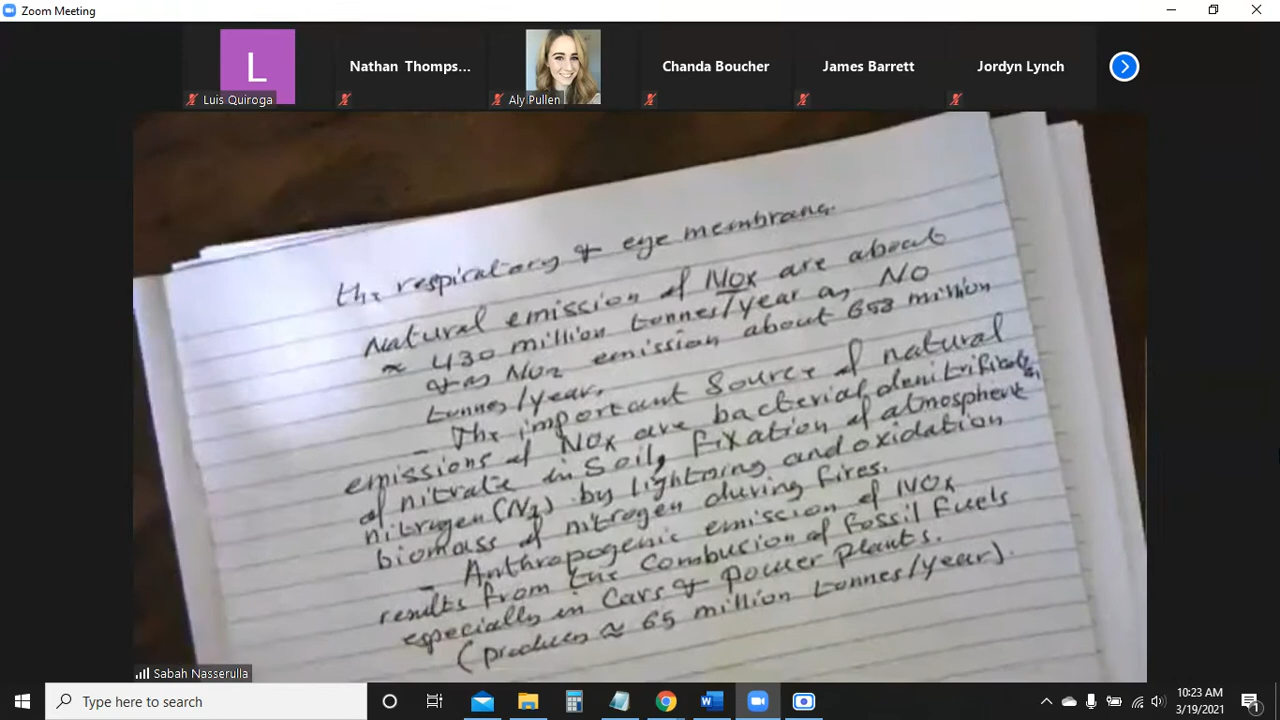 Zoom Meeting
L
Luis Quiroga
Nathan Thomps...
Aly Pullen
Chanda Boucher
James Barrett
Jordyn Lynch
the respiratory & eye membrane.
Natural emission of NOx are about
≈ 430 million tonnes/year as NO
& as NO2 emission about 653 million
tonnes/year.
- The important source of natural
emissions of NOx are bacterial denitrification
of nitrate in soil, fixation of atmospheric
nitrogen (N2) by lightning and oxidation
biomass of nitrogen during fires.
- Anthropogenic emission of NOx
results from the combusion of fossil fuels
especially in cars & power plants.
(produces ≈ 65 million tonnes/year).
Sabah Nasserulla
Type here to search
10:23 AM
3/19/2021
1